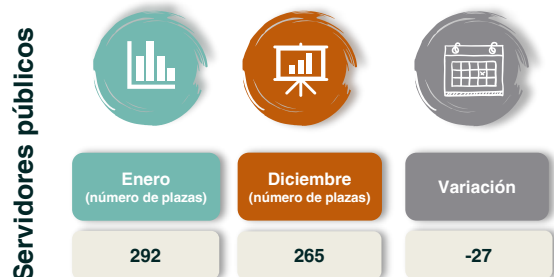 Servidores públicos
Enero
(número de plazas)
Diciembre
(número de plazas)
Variación
292
265
-27